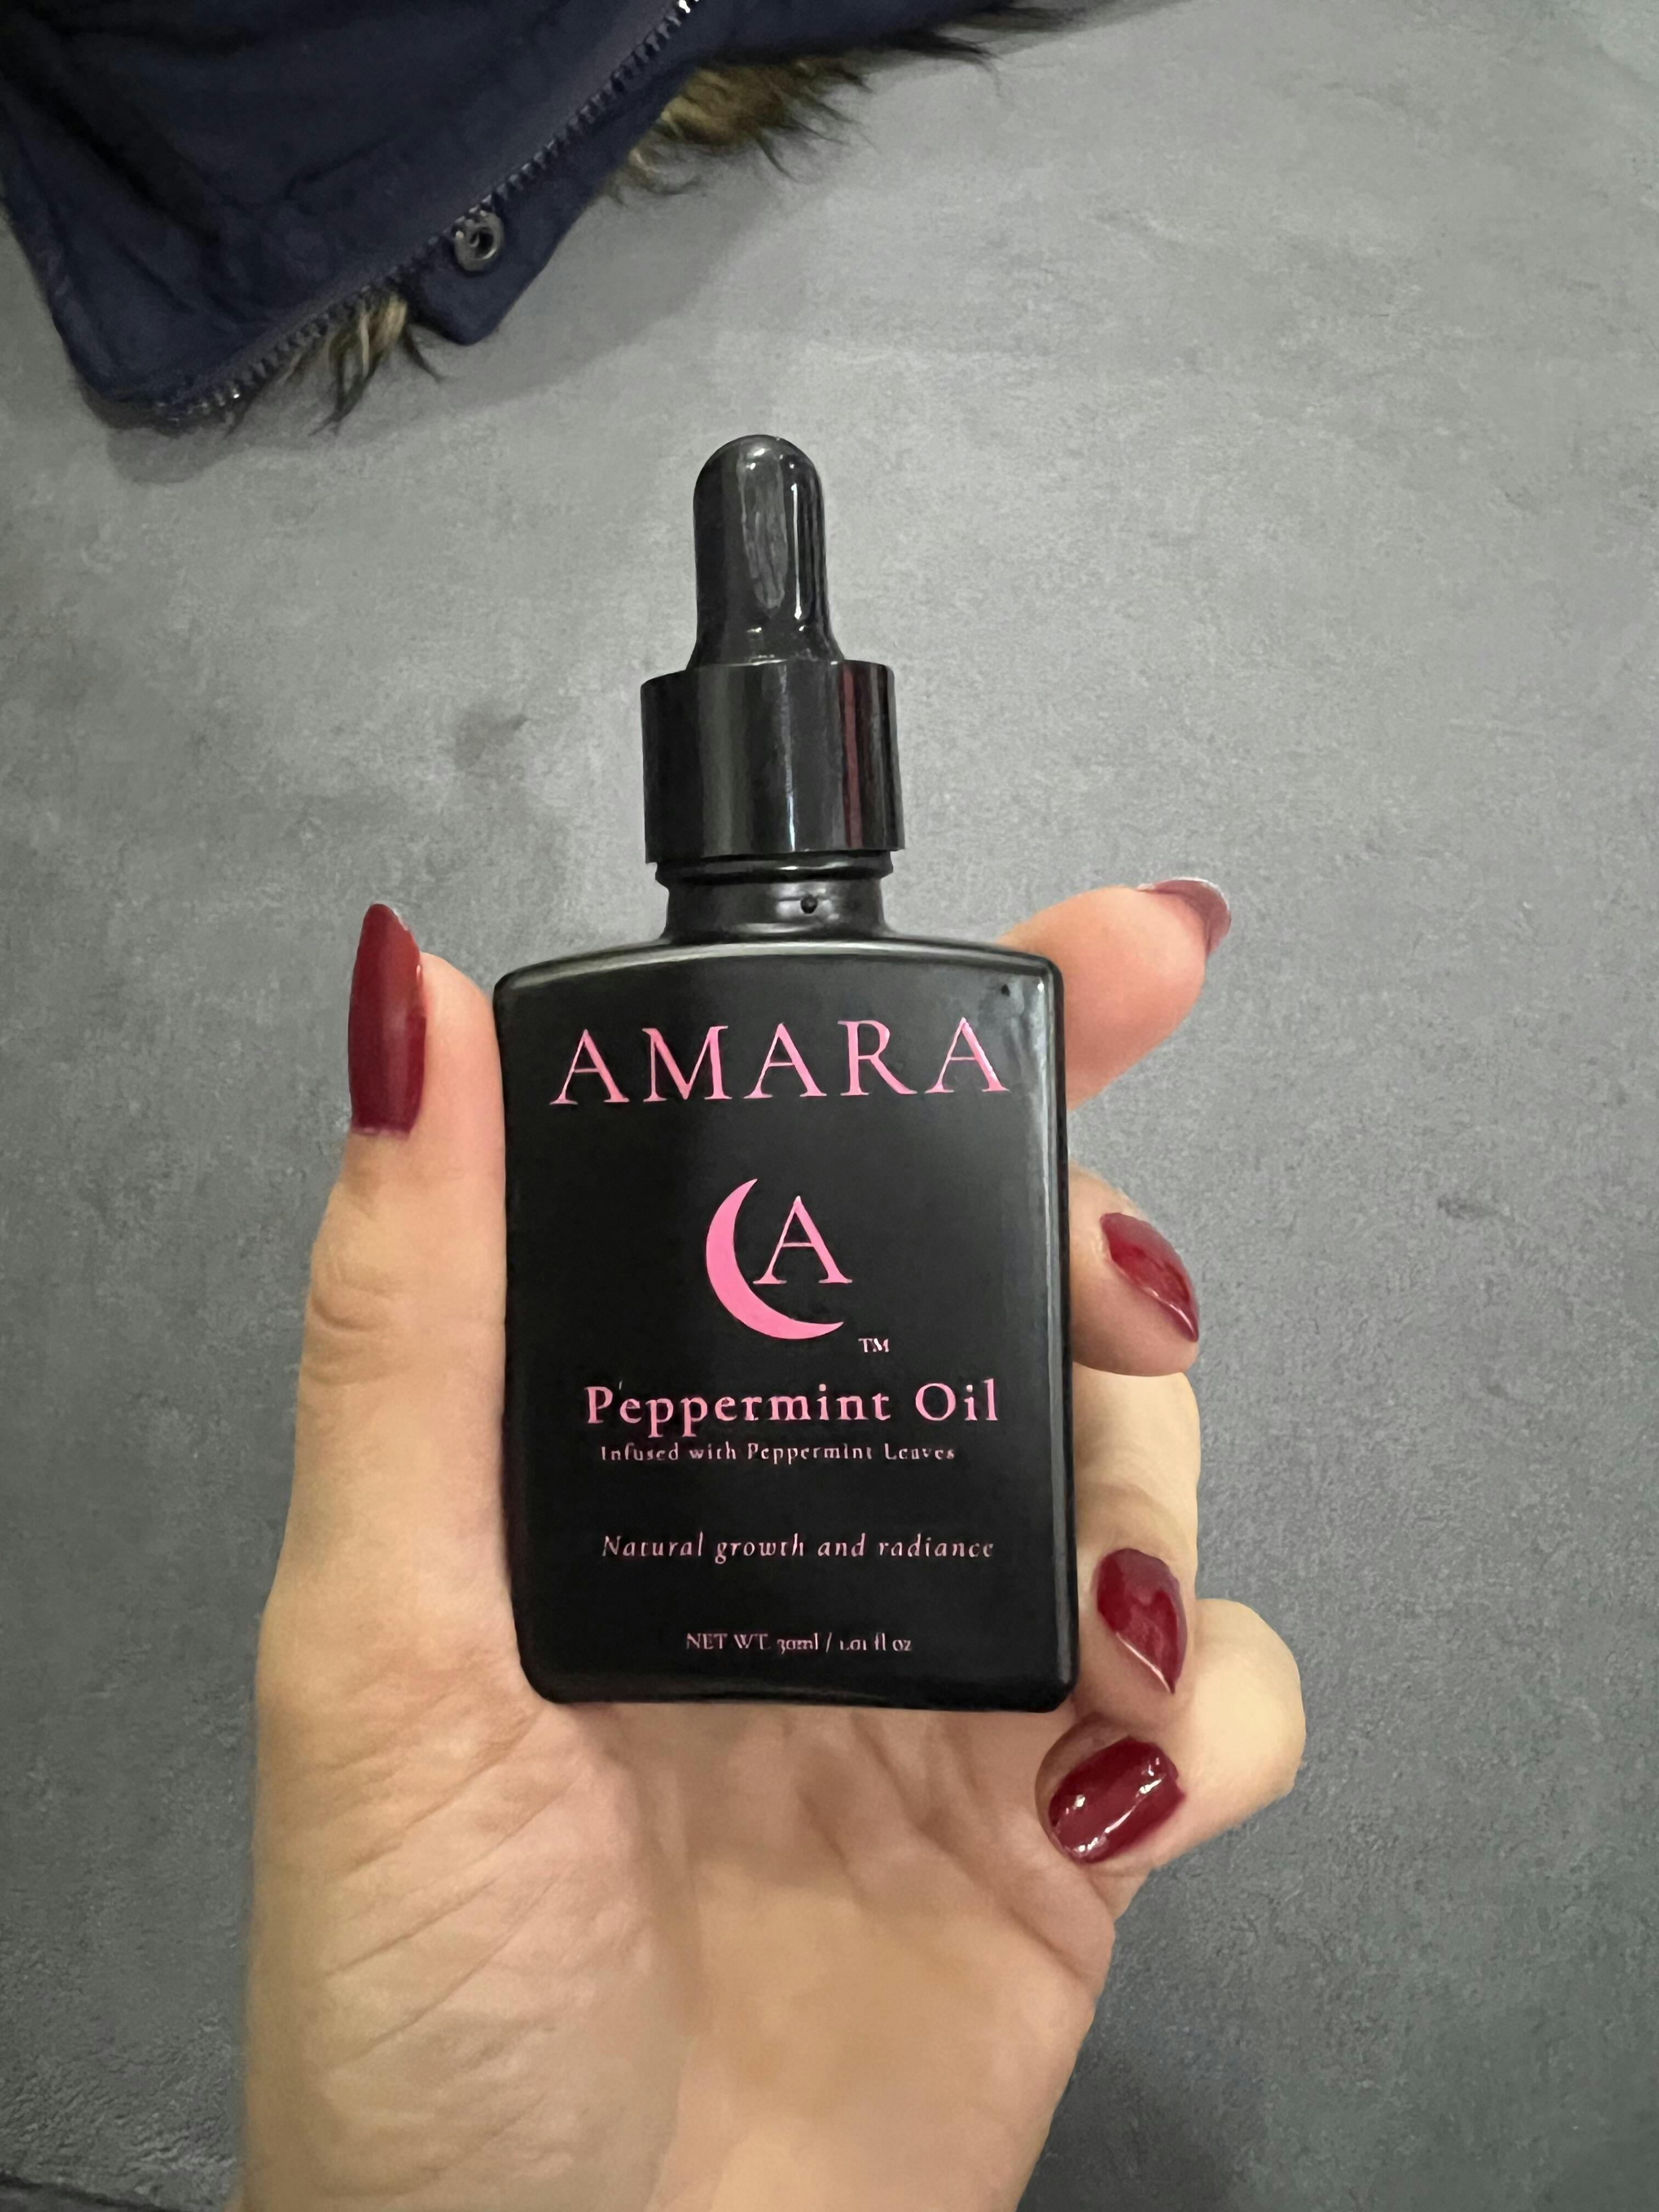 AMARA
A
TM
Peppermint Oil
Infused with Peppermint Leaves
Natural growth and radiance
NET WT. 30ml / 1.01 fl oz